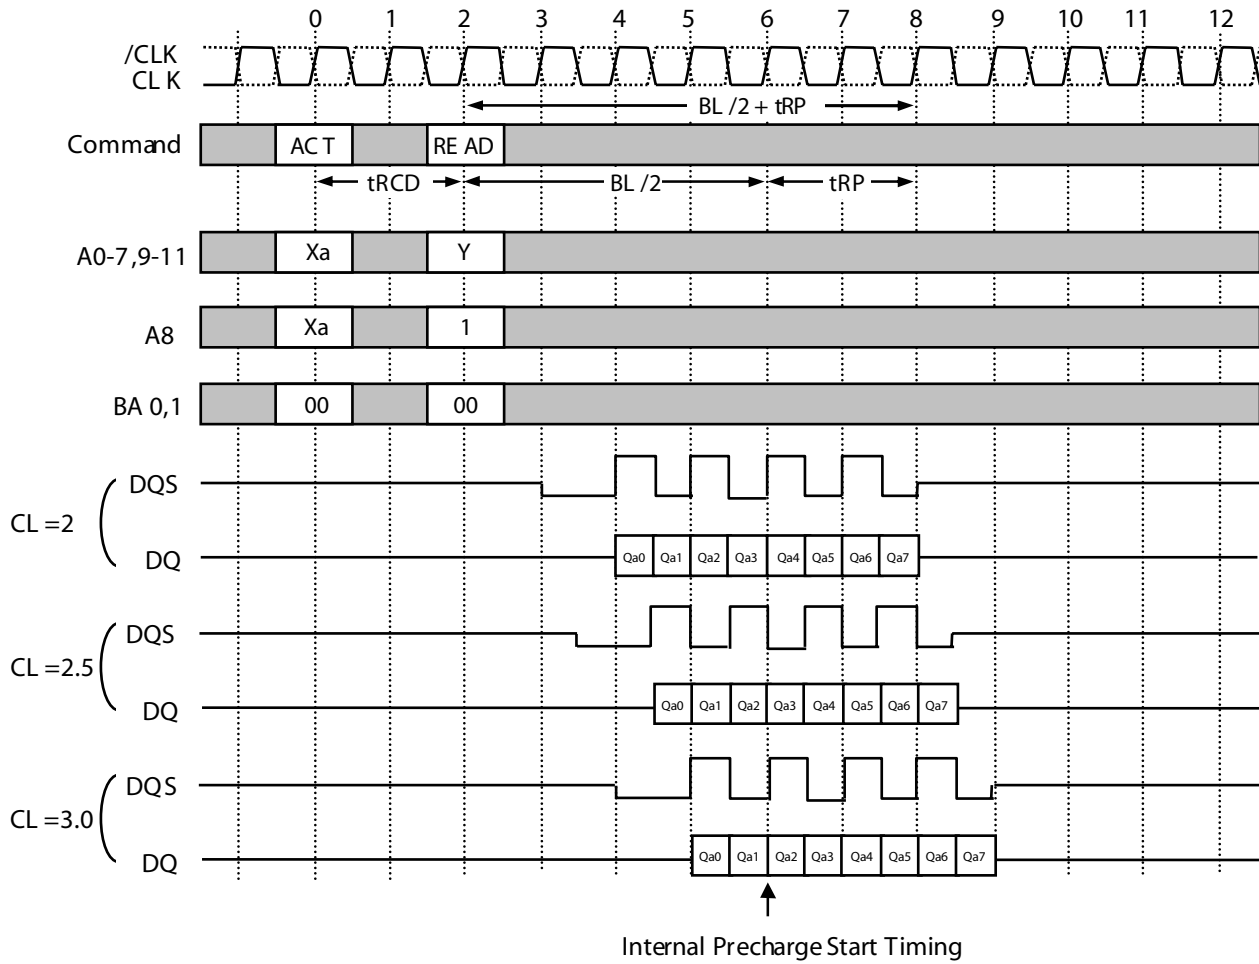 0 1 2 3 4 5 6 7 8 9 10 11 12
/CLK
CLK
BL /2 + tRP
Command ACT READ
tRCD BL /2 tRP
A0-7,9-11 Xa Y
A8 Xa 1
BA 0,1 00 00
DQS
CL =2
DQ Qa0 Qa1 Qa2 Qa3 Qa4 Qa5 Qa6 Qa7
DQS
CL =2.5
DQ Qa0 Qa1 Qa2 Qa3 Qa4 Qa5 Qa6 Qa7
DQS
CL =3.0
DQ Qa0 Qa1 Qa2 Qa3 Qa4 Qa5 Qa6 Qa7
Internal Precharge Start Timing